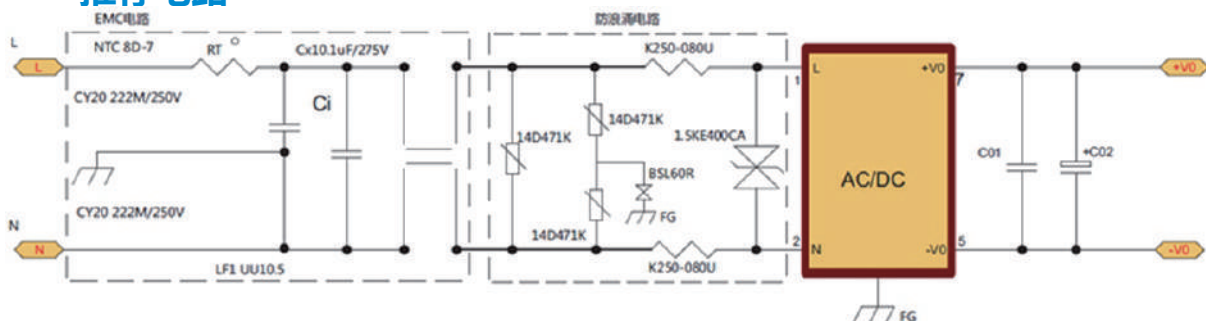 EMC电路
防浪涌电路
L
NTC 8D-7
RT
Cx10.1uF/275V
K250-080U
L
L
+V0
+V0
1
7
CY20 222M/250V
Ci
14D471K
14D471K
1.5KE400CA
C01
+C02
BSL60R
AC/DC
FG
CY20 222M/250V
N
14D471K
2
5
N
N
-V0
-V0
LF1 UU10.5
K250-080U
FG